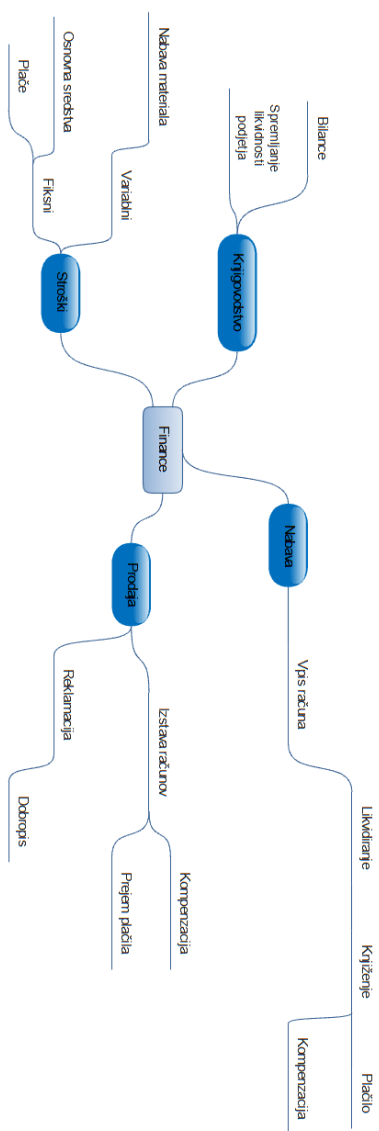 Finance
Knjigovodstvo
Bilance
Spremljanje
likvidnosti
podjetja
Stroški
Variabilni
Nabava materiala
Fiksni
Osnovna sredstva
Plače
Nabava
Vpis računa
Likvidiranje
Knjiženje
Plačilo
Kompenzacija
Prodaja
Izstava računov
Kompenzacija
Prejem plačila
Reklamacija
Dobropis